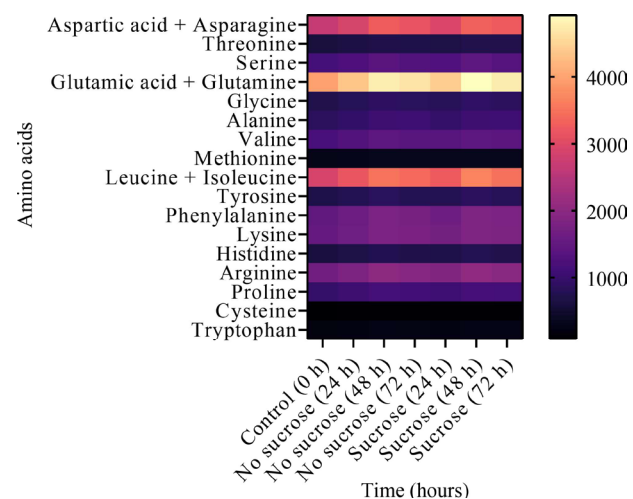 Aspartic acid + Asparagine
Threonine
Serine
Glutamic acid + Glutamine
Glycine
Alanine
Valine
Methionine
Leucine + Isoleucine
Tyrosine
Phenylalanine
Lysine
Histidine
Arginine
Proline
Cysteine
Tryptophan
Amino acids
4000
3000
2000
1000
Control (0 h)
No sucrose (24 h)
No sucrose (48 h)
No sucrose (72 h)
Sucrose (24 h)
Sucrose (48 h)
Sucrose (72 h)
Time (hours)